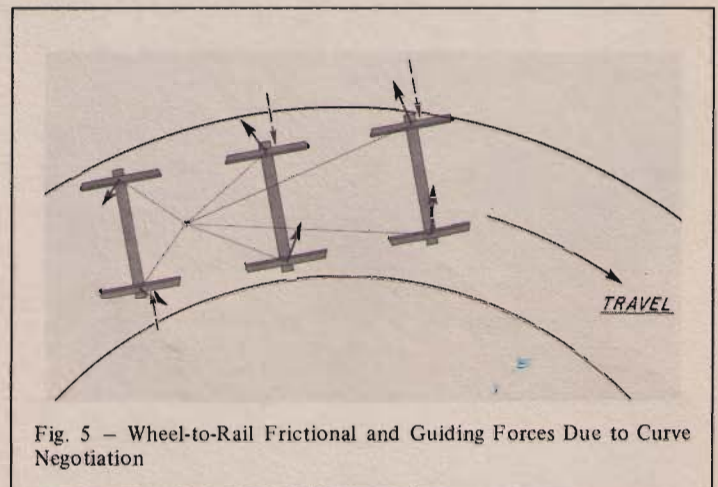 TRAVEL
Fig. 5 – Wheel-to-Rail Frictional and Guiding Forces Due to Curve
Negotiation